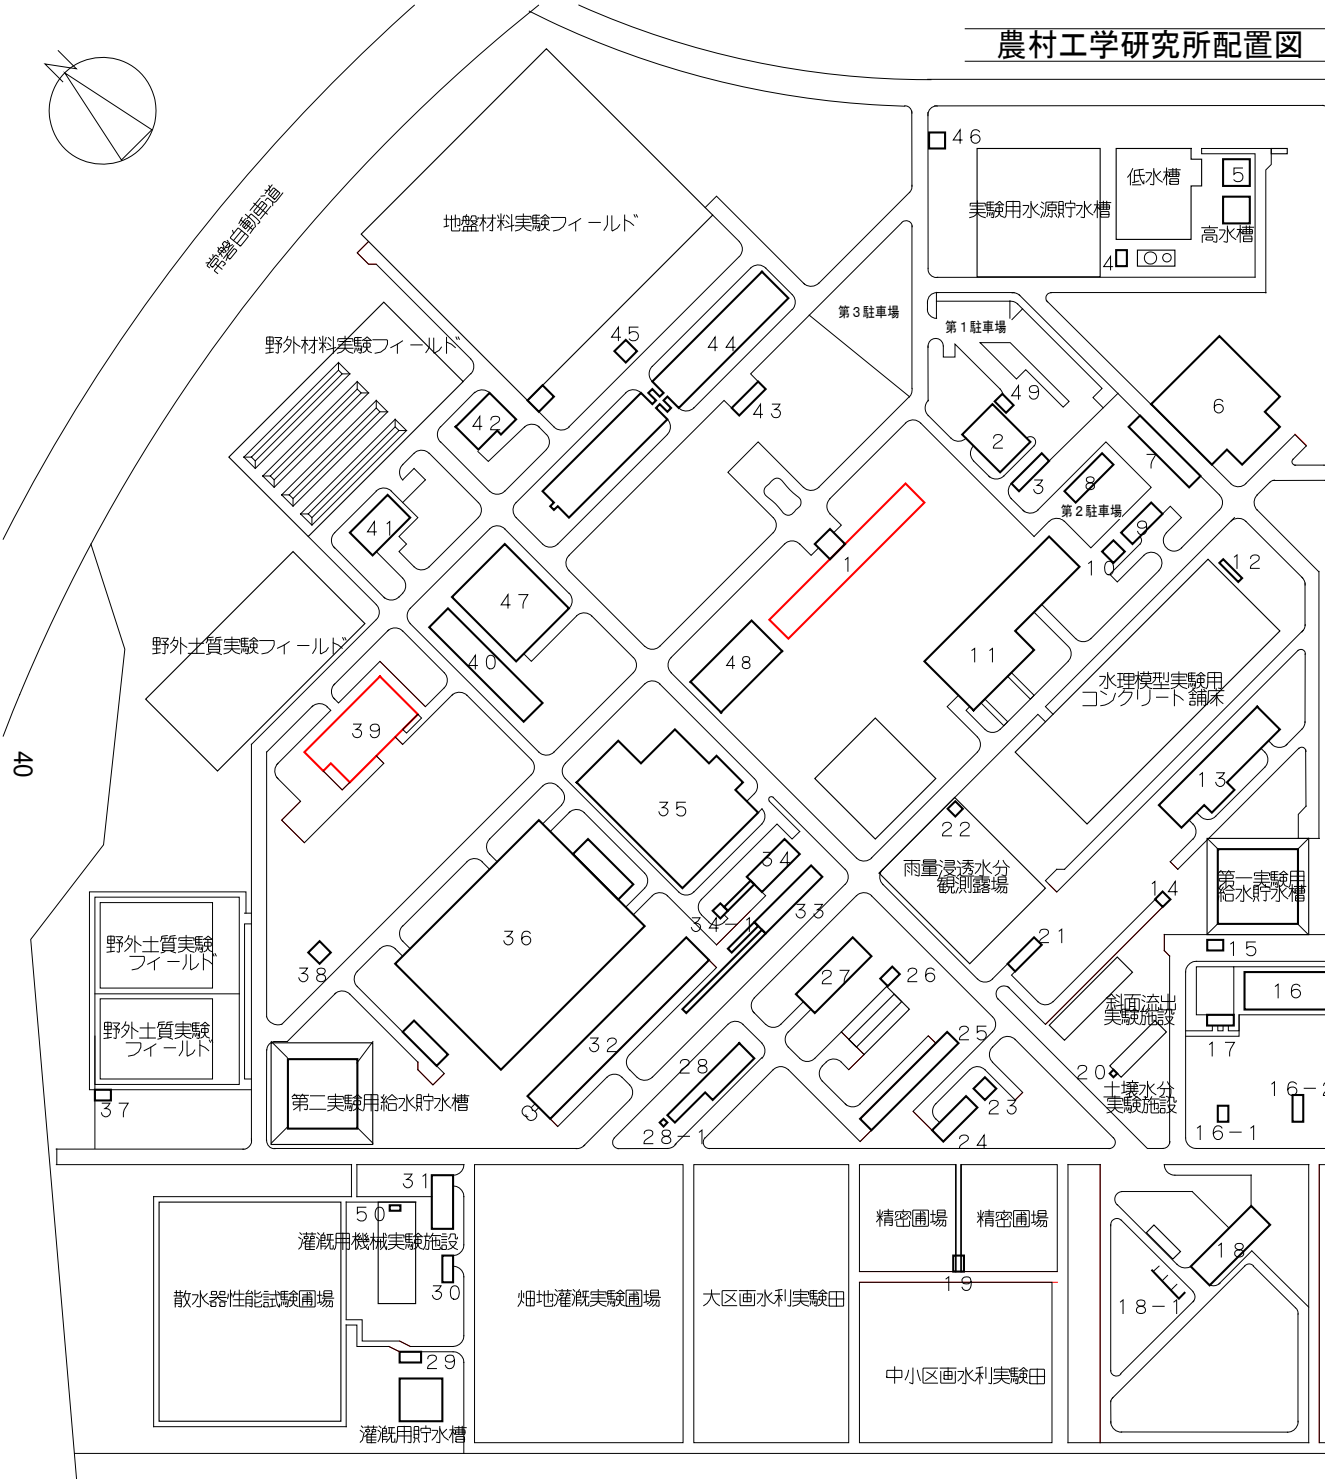 農村工学研究所配置図
46
低水槽
5
実験用水源貯水槽
高水槽
4
常磐自動車道
地盤材料実験フィールド
第3駐車場
第1駐車場
野外材料実験フィールド
45
44
43
42
49
6
2
3
8
7
第2駐車場
9
10
12
41
1
47
40
48
11
野外土質実験フィールド
水理模型実験用
コンクリート舗床
39
40
13
35
22
34
雨量浸透水分
観測露場
第一実験用
給水貯水槽
14
33
34-1
36
21
15
野外土質実験
フィールド
38
27
26
16
斜面流出
実験施設
17
野外土質実験
フィールド
32
25
28
20
23
土壌水分
実験施設
16-2
16-1
37
第二実験用給水貯水槽
28-1
24
31
50
灌漑用機械実験施設
精密圃場
精密圃場
18
30
19
散水器性能試験圃場
畑地灌漑実験圃場
大区画水利実験田
18-1
29
中小区画水利実験田
灌漑用貯水槽